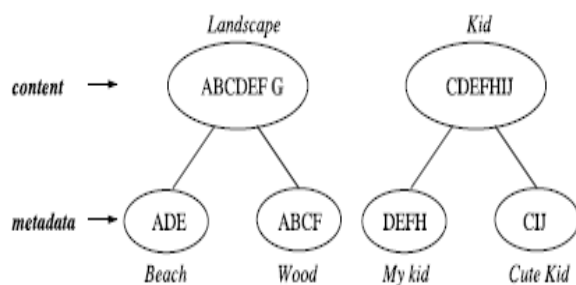 Landscape Kid
content ABCDEF G CDEFHIJ
metadata ADE ABCF DEFH CIJ
Beach Wood My kid Cute Kid